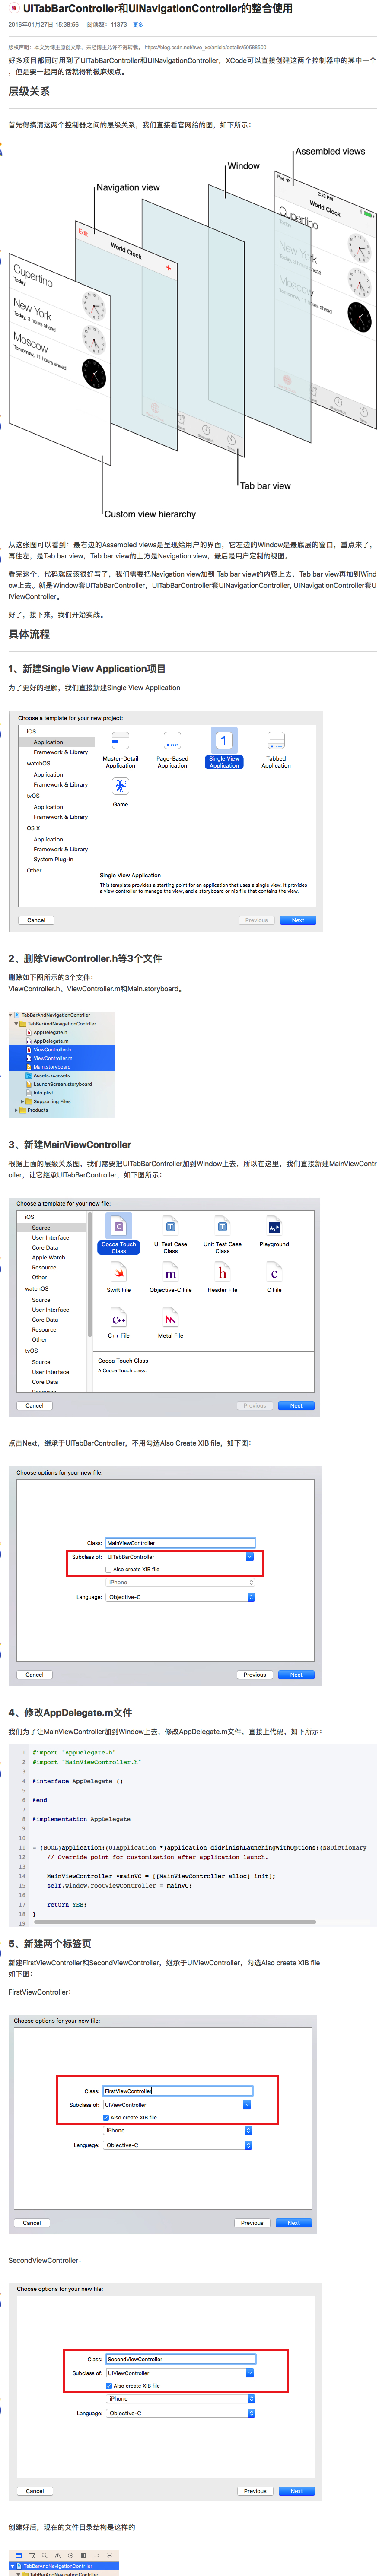 原 UITabBarController和UINavigationController的整合使用
2016年01月27日 15:38:56 阅读数：11373 更多
版权声明：本文为博主原创文章，未经博主允许不得转载。
好多项目都同时用到了UITabBarController和UINavigationController，XCode可以直接创建这两个控制器中的其中一个
，但是要一起用的话就得稍微麻烦点。
层级关系
首先得搞清这两个控制器之间的层级关系，我们直接看官网给的图，如下所示：
Assembled views
Window
Navigation view
iPod
2:33 PM
World Clock
Edit
World Clock
+
Cupertino
Today
New York
Today, 3 hours ahead
Moscow
Tomorrow, 11 hours ahead
Cupertino
Today
New York
Moscow
Tab bar view
Custom view hierarchy
从这张图可以看到：最右边的Assembled views是呈现给用户的界面，它左边的Window是最底层的窗口，重点来了，
再往左，是Tab bar view，Tab bar view的上方是Navigation view，最后是用户定制的视图。
看完这个，代码就应该很好写了，我们需要把Navigation view加到 Tab bar view的内容上去，Tab bar view再加到Wind
ow上去。就是Window套UITabBarController，UITabBarController套UINavigationController, UINavigationController套U
IViewController。
好了，接下来，我们开始实战。
具体流程
1、新建Single View Application项目
为了更好的理解，我们直接新建Single View Application
Choose a template for your new project:
iOS
Application
Framework & Library
watchOS
Application
Framework & Library
tvOS
Application
Framework & Library
OS X
Application
Framework & Library
System Plug-in
Other
Master-Detail Application
Page-Based Application
1
Single View Application
Tabbed Application
Game
Single View Application
This template provides a starting point for an application that uses a single view. It provides
a view controller to manage the view, and a storyboard or nib file that contains the view.
Cancel
Previous
Next
2、删除ViewController.h等3个文件
删除如下图所示的3个文件：
ViewController.h、ViewController.m和Main.storyboard。
TabBarAndNavigationContrller
TabBarAndNavigationContrller
AppDelegate.h
AppDelegate.m
ViewController.h
ViewController.m
Main.storyboard
Assets.xcassets
LaunchScreen.storyboard
Info.plist
Supporting Files
Products
3、新建MainViewController
根据上面的层级关系图，我们需要把UITabBarController加到Window上去，所以在这里，我们直接新建MainViewContr
oller，让它继承UITabBarController，如下图所示：
Choose a template for your new file:
iOS
Source
User Interface
Core Data
Apple Watch
Resource
Other
watchOS
Source
User Interface
Core Data
Resource
Other
tvOS
Source
User Interface
Core Data
Resource
Cocoa Touch Class
UI Test Case Class
Unit Test Case Class
Playground
Swift File
Objective-C File
Header File
C File
C++ File
Metal File
Cocoa Touch Class
A Cocoa Touch class.
Cancel
Previous
Next
点击Next，继承于UITabBarController，不用勾选Also Create XIB file，如下图：
Choose options for your new file:
Class: MainViewController
Subclass of: UITabBarController
Also create XIB file
iPhone
Language: Objective-C
Cancel
Previous
Next
4、修改AppDelegate.m文件
我们为了让MainViewController加到Window上去，修改AppDelegate.m文件，直接上代码，如下所示：
1 #import "AppDelegate.h"
2 #import "MainViewController.h"
3
4 @interface AppDelegate ()
5
6 @end
7
8 @implementation AppDelegate
9
10
11 - (BOOL)application:(UIApplication *)application didFinishLaunchingWithOptions:(NSDictionary
12 // Override point for customization after application launch.
13
14 MainViewController *mainVC = [[MainViewController alloc] init];
15 self.window.rootViewController = mainVC;
16
17 return YES;
18 }
19
5、新建两个标签页
新建FirstViewController和SecondViewController，继承于UIViewController，勾选Also create XIB file
如下图：
FirstViewController：
Choose options for your new file:
Class: FirstViewController
Subclass of: UIViewController
Also create XIB file
iPhone
Language: Objective-C
Cancel
Previous
Next
SecondViewController：
Choose options for your new file:
Class: SecondViewController
Subclass of: UIViewController
Also create XIB file
iPhone
Language: Objective-C
Cancel
Previous
Next
创建好后，现在的文件目录结构是这样的
TabBarAndNavigationContrller
TabBarAndNavigationContrller